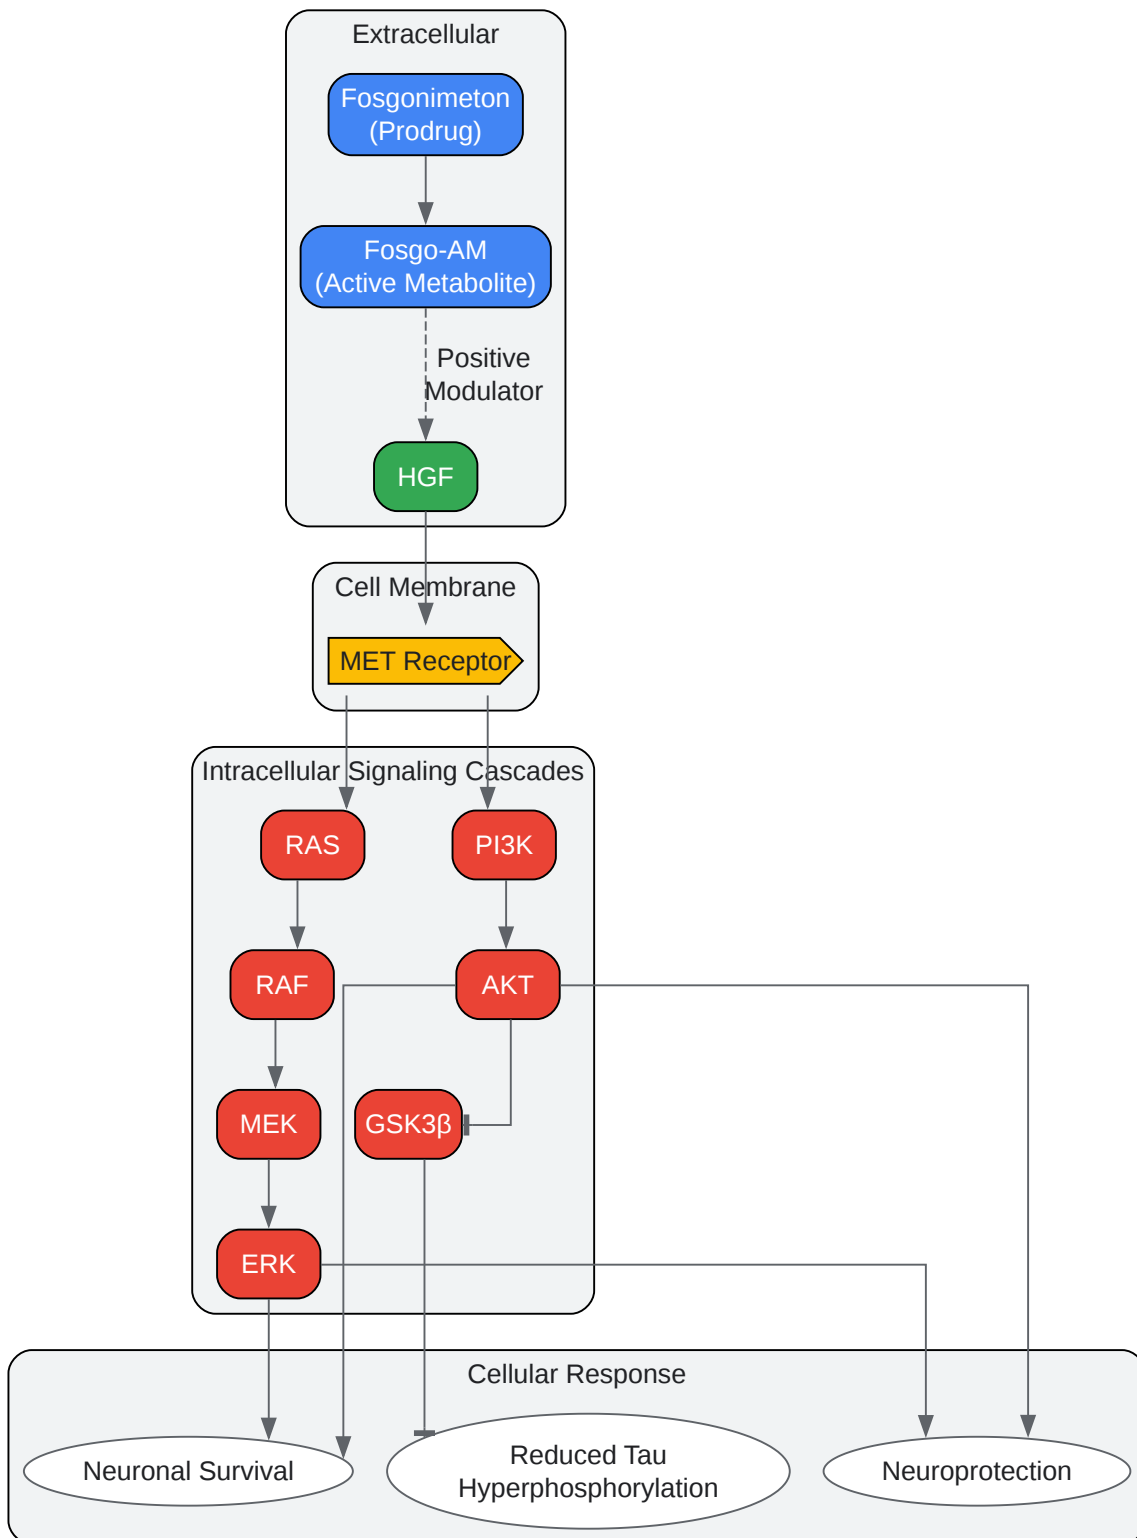 Extracellular
Fosgonimeton
(Prodrug)
Fosgo-AM
(Active Metabolite)
Positive
Modulator
HGF
Cell Membrane
MET Receptor
Intracellular Signaling Cascades
RAS
PI3K
RAF
AKT
MEK
GSK3β
ERK
Cellular Response
Neuronal Survival
Reduced Tau
Hyperphosphorylation
Neuroprotection